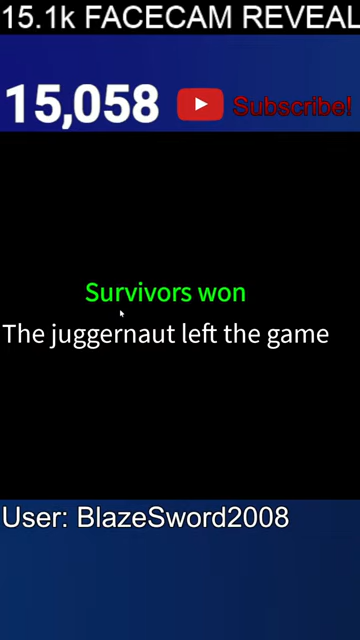 15.1k FACECAM REVEAL
15,058 Subscribe!
Survivors won
The juggernaut left the game
User: BlazeSword2008